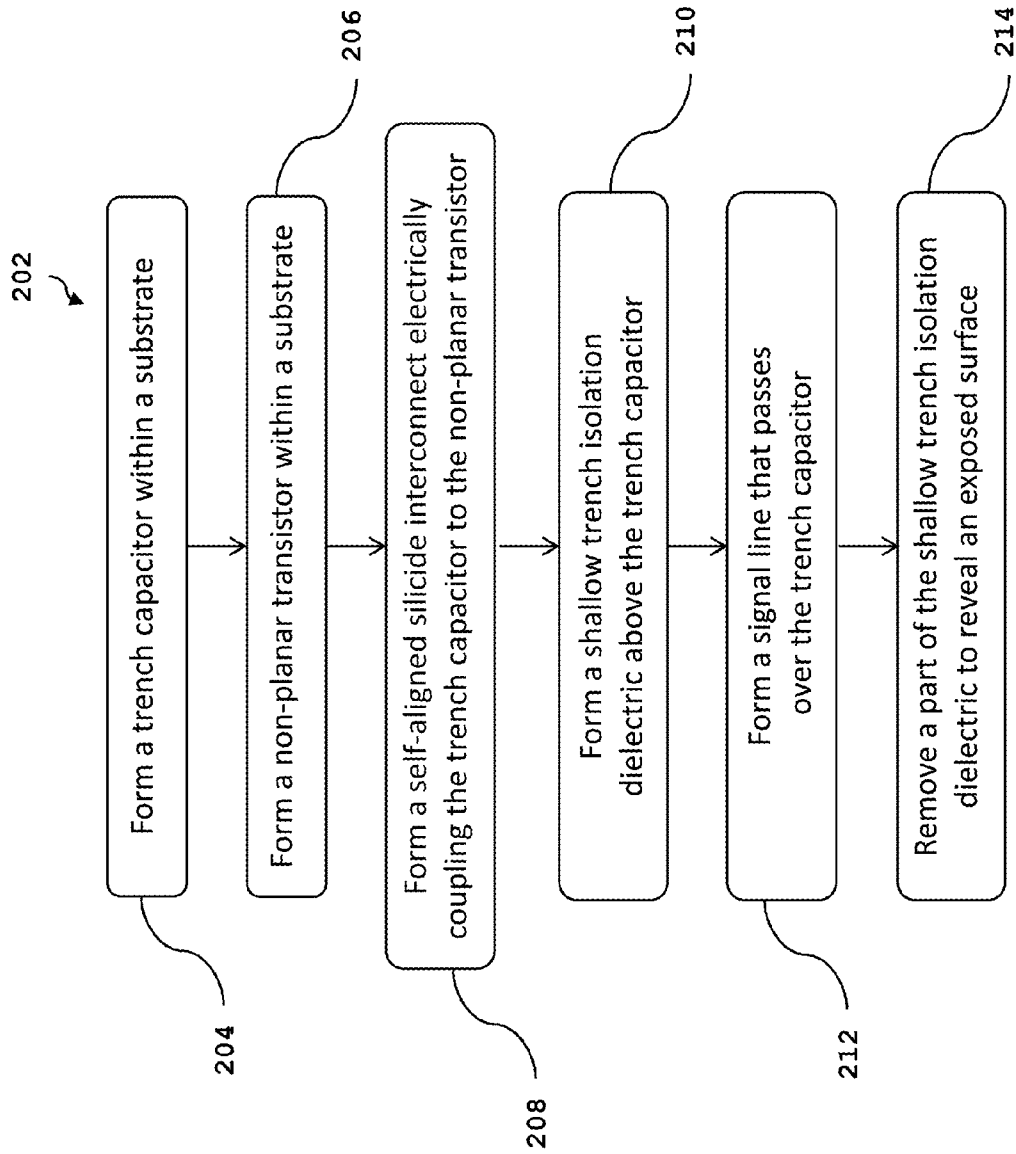 202
Form a trench capacitor within a substrate
204
Form a non-planar transistor within a substrate
206
Form a self-aligned silicide interconnect electrically
coupling the trench capacitor to the non-planar transistor
208
Form a shallow trench isolation
dielectric above the trench capacitor
210
Form a signal line that passes
over the trench capacitor
212
Remove a part of the shallow trench isolation
dielectric to reveal an exposed surface
214